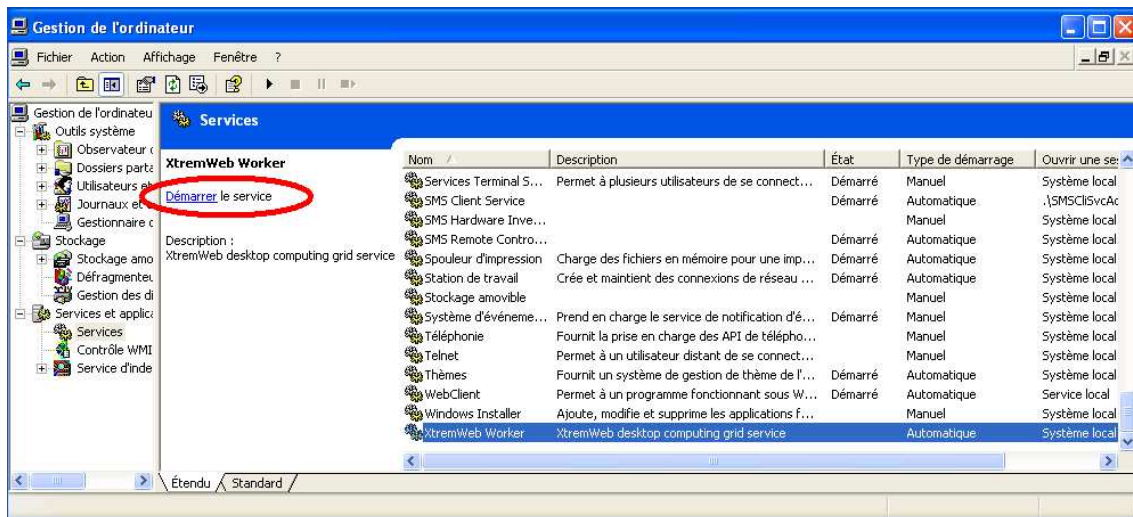 Gestion de l'ordinateur
Fichier Action Affichage Fenêtre ?
Gestion de l'ordinateu
Outils système
Observateur
Dossiers parta
Utilisateurs et
Journaux et
Gestionnaire
Stockage
Stockage amo
Défragmenteu
Gestion des di
Services et applica
Services
Contrôle WMI
Service d'inde
Services
XtremWeb Worker
Démarrer le service
Description :
XtremWeb desktop computing grid service
Nom Description État Type de démarrage Ouvrir une ses
Services Terminal S... Permet à plusieurs utilisateurs de se connect... Démarré Manuel Système local
SMS Client Service Démarré Automatique .\SMSCliSvcAc
SMS Hardware Inve... Manuel Système local
SMS Remote Contro... Démarré Automatique Système local
Spouleur d'impression Charge des fichiers en mémoire pour une imp... Démarré Automatique Système local
Station de travail Crée et maintient des connexions de réseau ... Démarré Automatique Système local
Stockage amovible Manuel Système local
Système d'événeme... Prend en charge le service de notification d'é... Démarré Manuel Système local
Téléphonie Fournit la prise en charge des API de télépho... Manuel Système local
Telnet Permet à un utilisateur distant de se connect... Manuel Système local
Thèmes Fournit un système de gestion de thème de l'... Démarré Automatique Système local
WebClient Permet à un programme fonctionnant sous W... Démarré Automatique Service local
Windows Installer Ajoute, modifie et supprime les applications f... Manuel Système local
XtremWeb Worker XtremWeb desktop computing grid service Automatique Système local
Étendu Standard